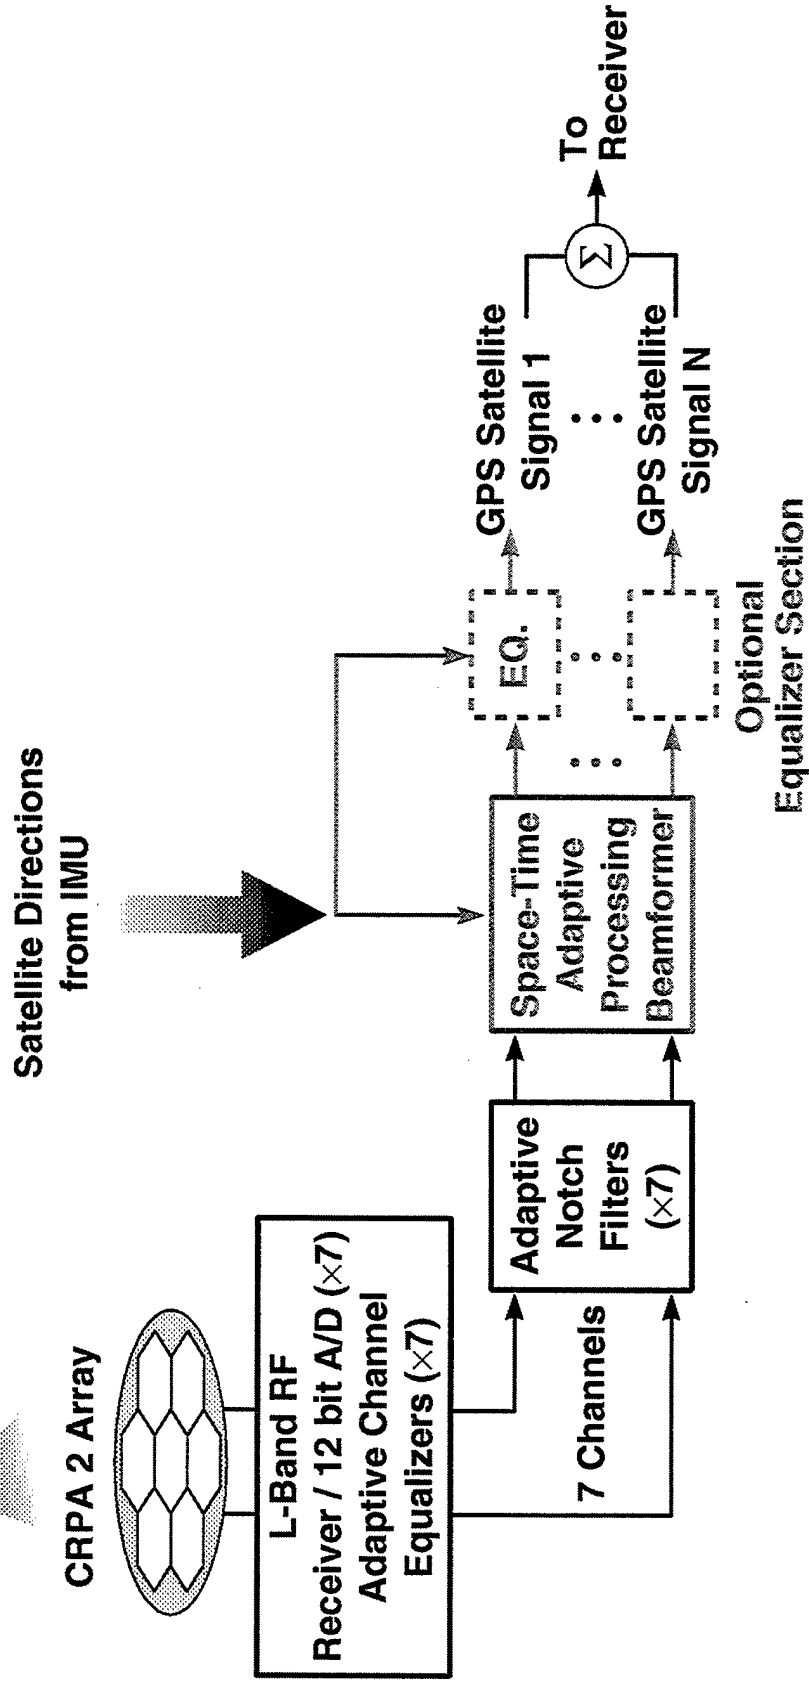 Satellite Directions
from IMU
CRPA 2 Array
L-Band RF
Receiver / 12 bit A/D (×7)
Adaptive Channel
Equalizers (×7)
7 Channels
Adaptive
Notch
Filters
(×7)
Space-Time
Adaptive
Processing
Beamformer
EQ.
Optional
Equalizer Section
GPS Satellite
Signal 1
GPS Satellite
Signal N
Σ
To
Receiver